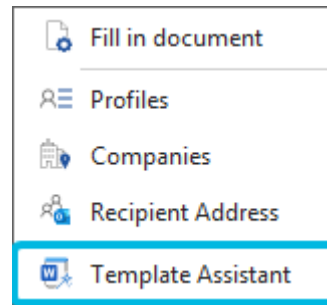 Fill in document
Profiles
Companies
Recipient Address
Template Assistant